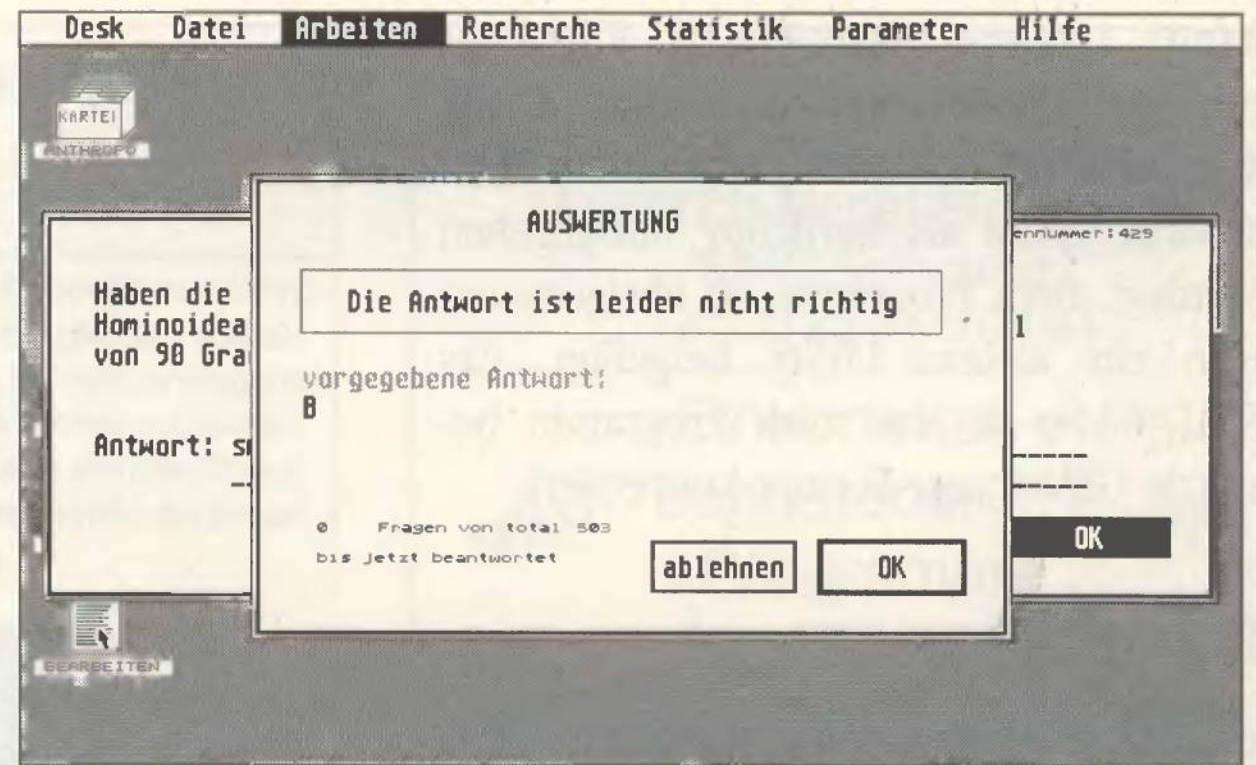 Desk Datei Arbeiten Recherche Statistik Parameter Hilfe
KARTEI
ANTHROPO
AUSWERTUNG
ennummer:429
Die Antwort ist leider nicht richtig
Haben die
Hominoidea
von 90 Gra
vorgegebene Antwort:
B
Antwort:
0 Fragen von total 503
bis jetzt beantwortet
ablehnen OK
OK
BEARBEITEN